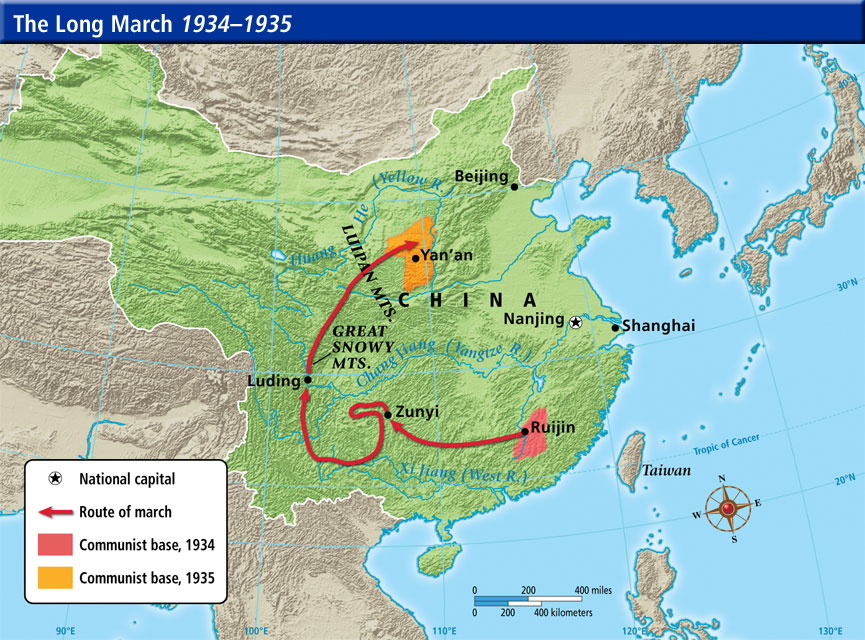 The Long March 1934–1935
40°N
Beijing
Huang He (Yellow R.)
LUIPAN MTS.
Yan'an
CHINA
30°N
Nanjing
Shanghai
GREAT
SNOWY
MTS.
Chang Jiang (Yangtze R.)
Luding
Zunyi
Ruijin
Tropic of Cancer
Xi Jiang (West R.)
Taiwan
20°N
N
W
E
S
National capital
Route of march
Communist base, 1934
Communist base, 1935
0 200 400 miles
0 200 400 kilometers
90°E
100°E
110°E
120°E
130°E